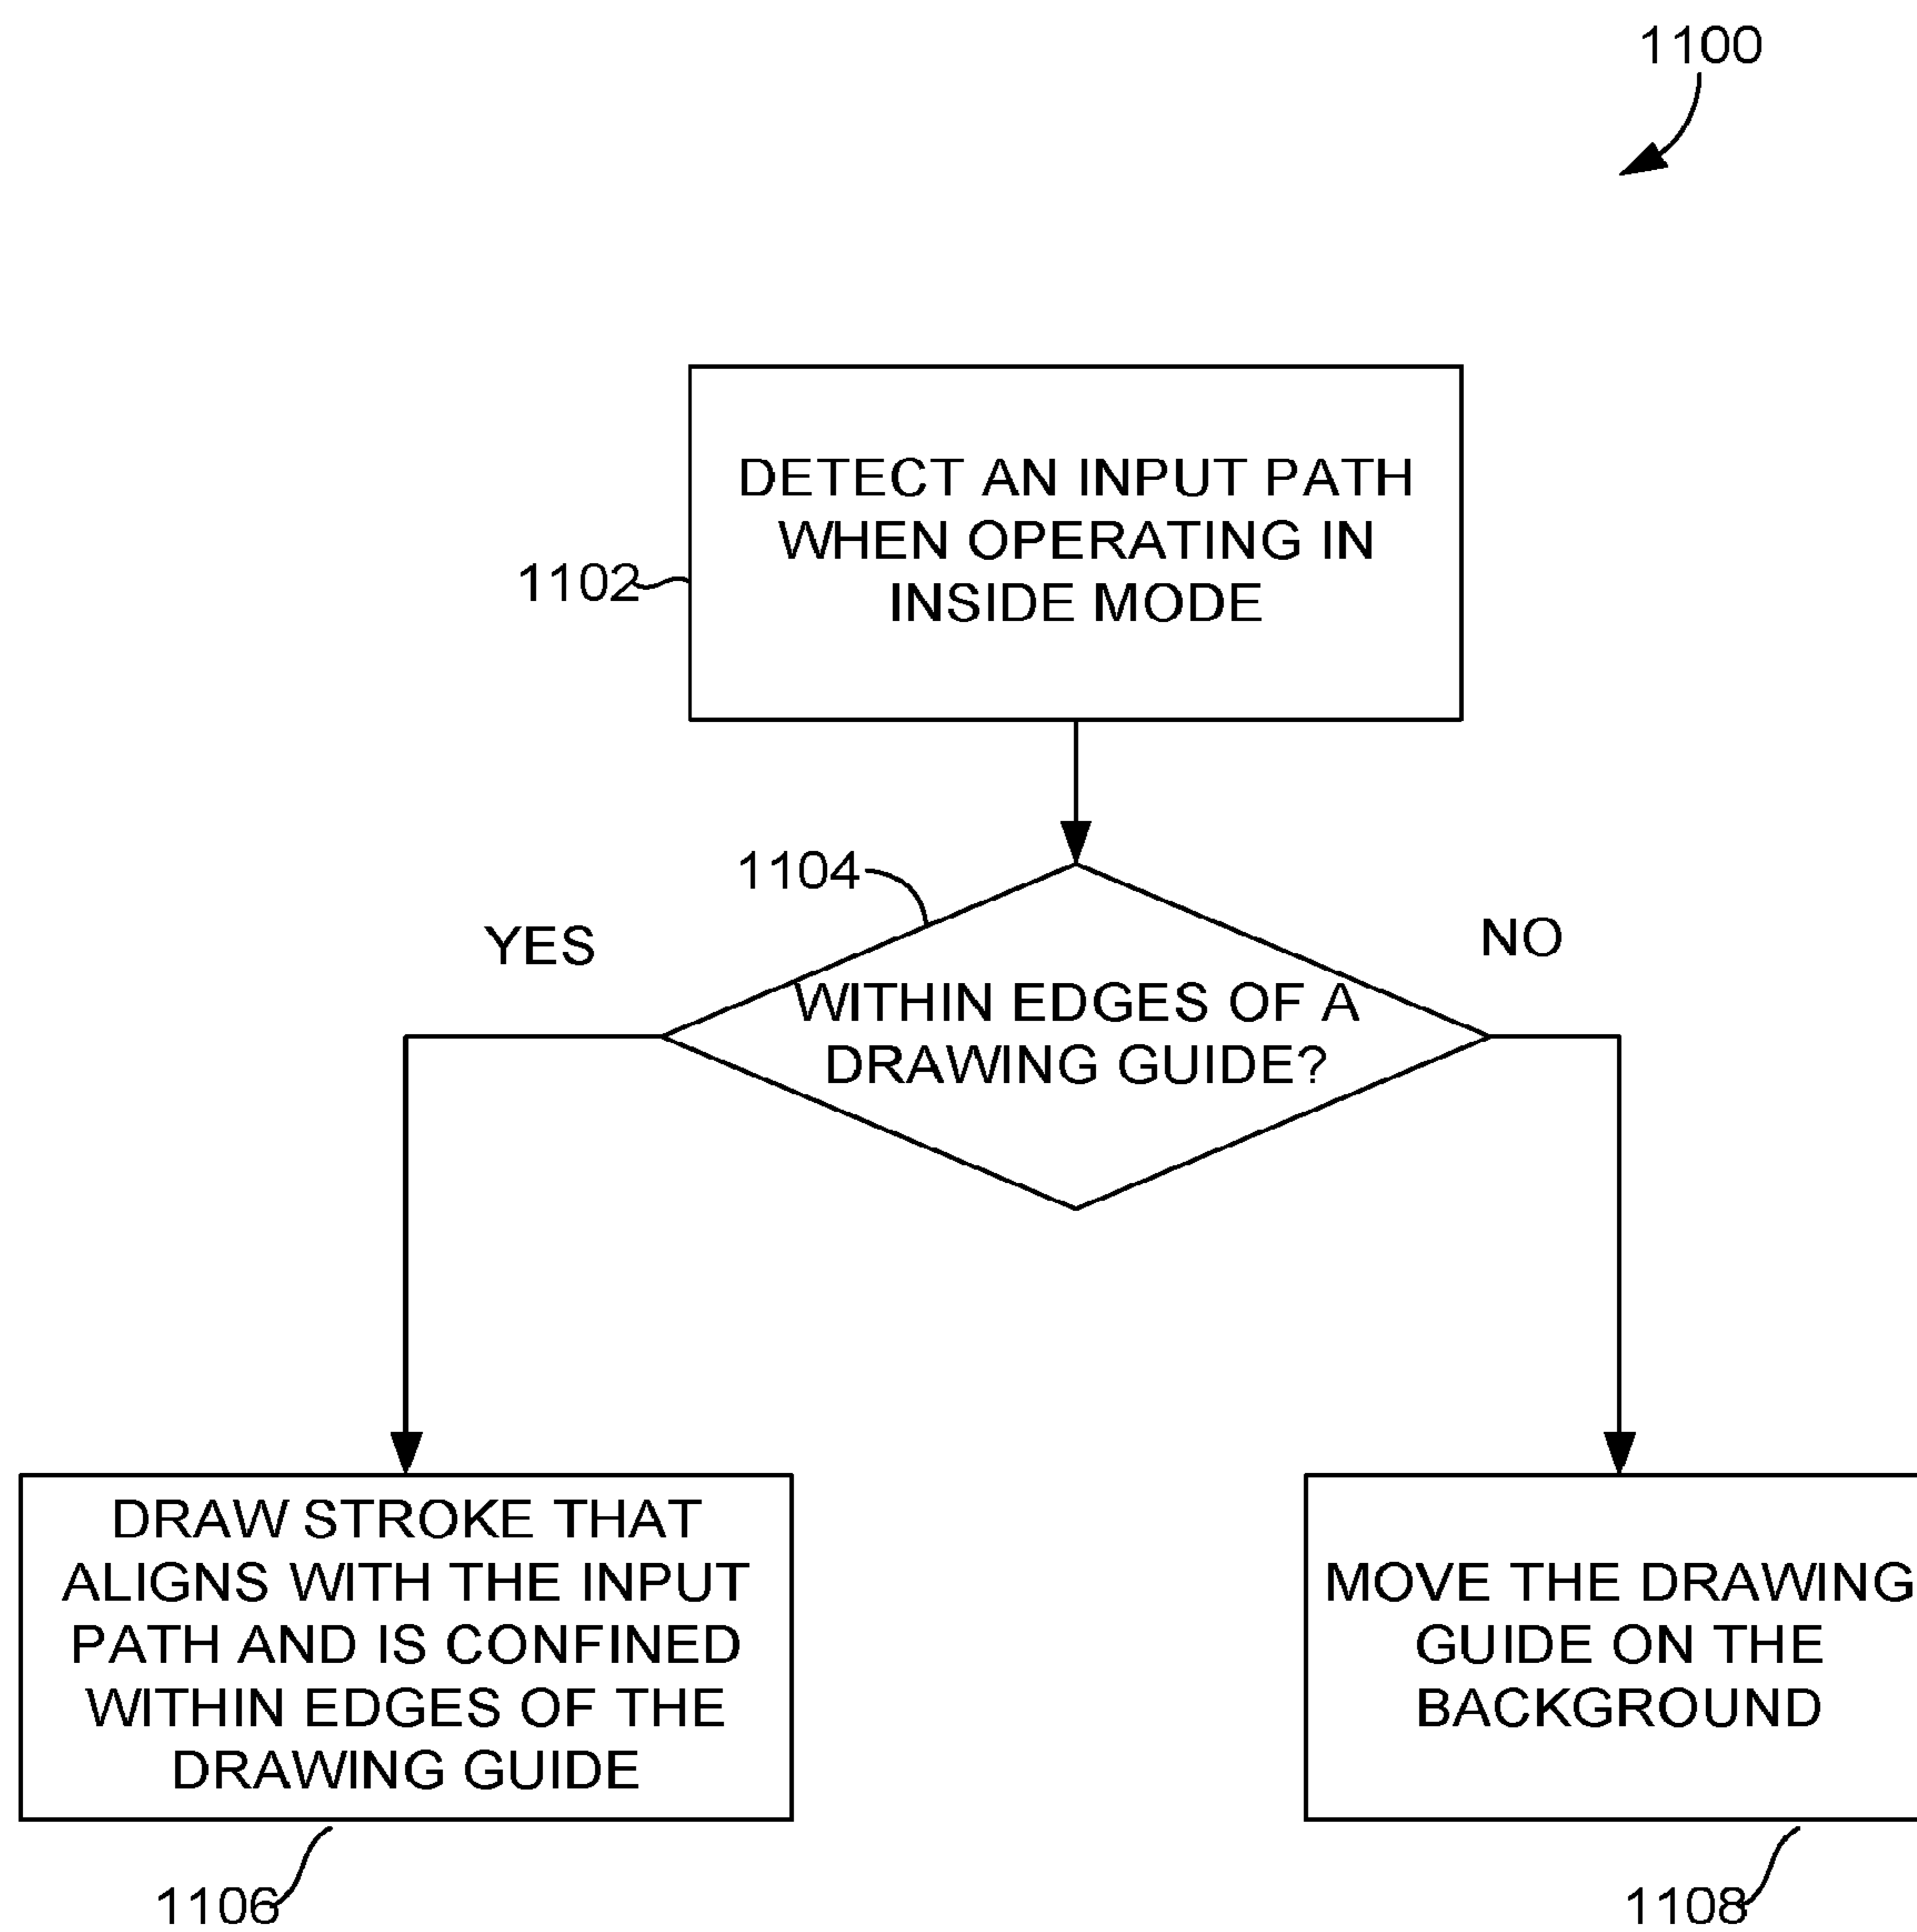 1100
DETECT AN INPUT PATH
WHEN OPERATING IN
INSIDE MODE
1102
1104
YES
NO
WITHIN EDGES OF A
DRAWING GUIDE?
DRAW STROKE THAT
ALIGNS WITH THE INPUT
PATH AND IS CONFINED
WITHIN EDGES OF THE
DRAWING GUIDE
MOVE THE DRAWING
GUIDE ON THE
BACKGROUND
1106
1108